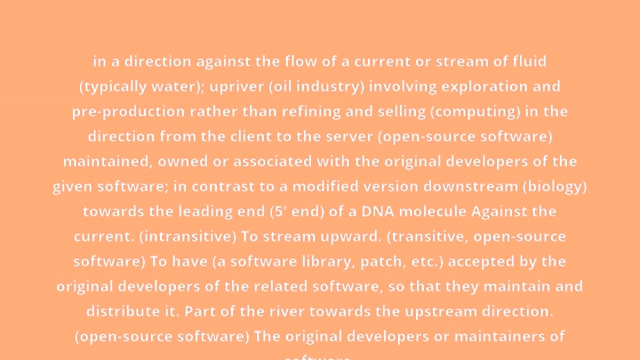 in a direction against the flow of a current or stream of fluid
(typically water); upriver (oil industry) involving exploration and
pre-production rather than refining and selling (computing) in the
direction from the client to the server (open-source software)
maintained, owned or associated with the original developers of the
given software; in contrast to a modified version downstream (biology)
towards the leading end (5' end) of a DNA molecule Against the
current. (intransitive) To stream upward. (transitive, open-source
software) To have (a software library, patch, etc.) accepted by the
original developers of the related software, so that they maintain and
distribute it. Part of the river towards the upstream direction.
(open-source software) The original developers or maintainers of
software.